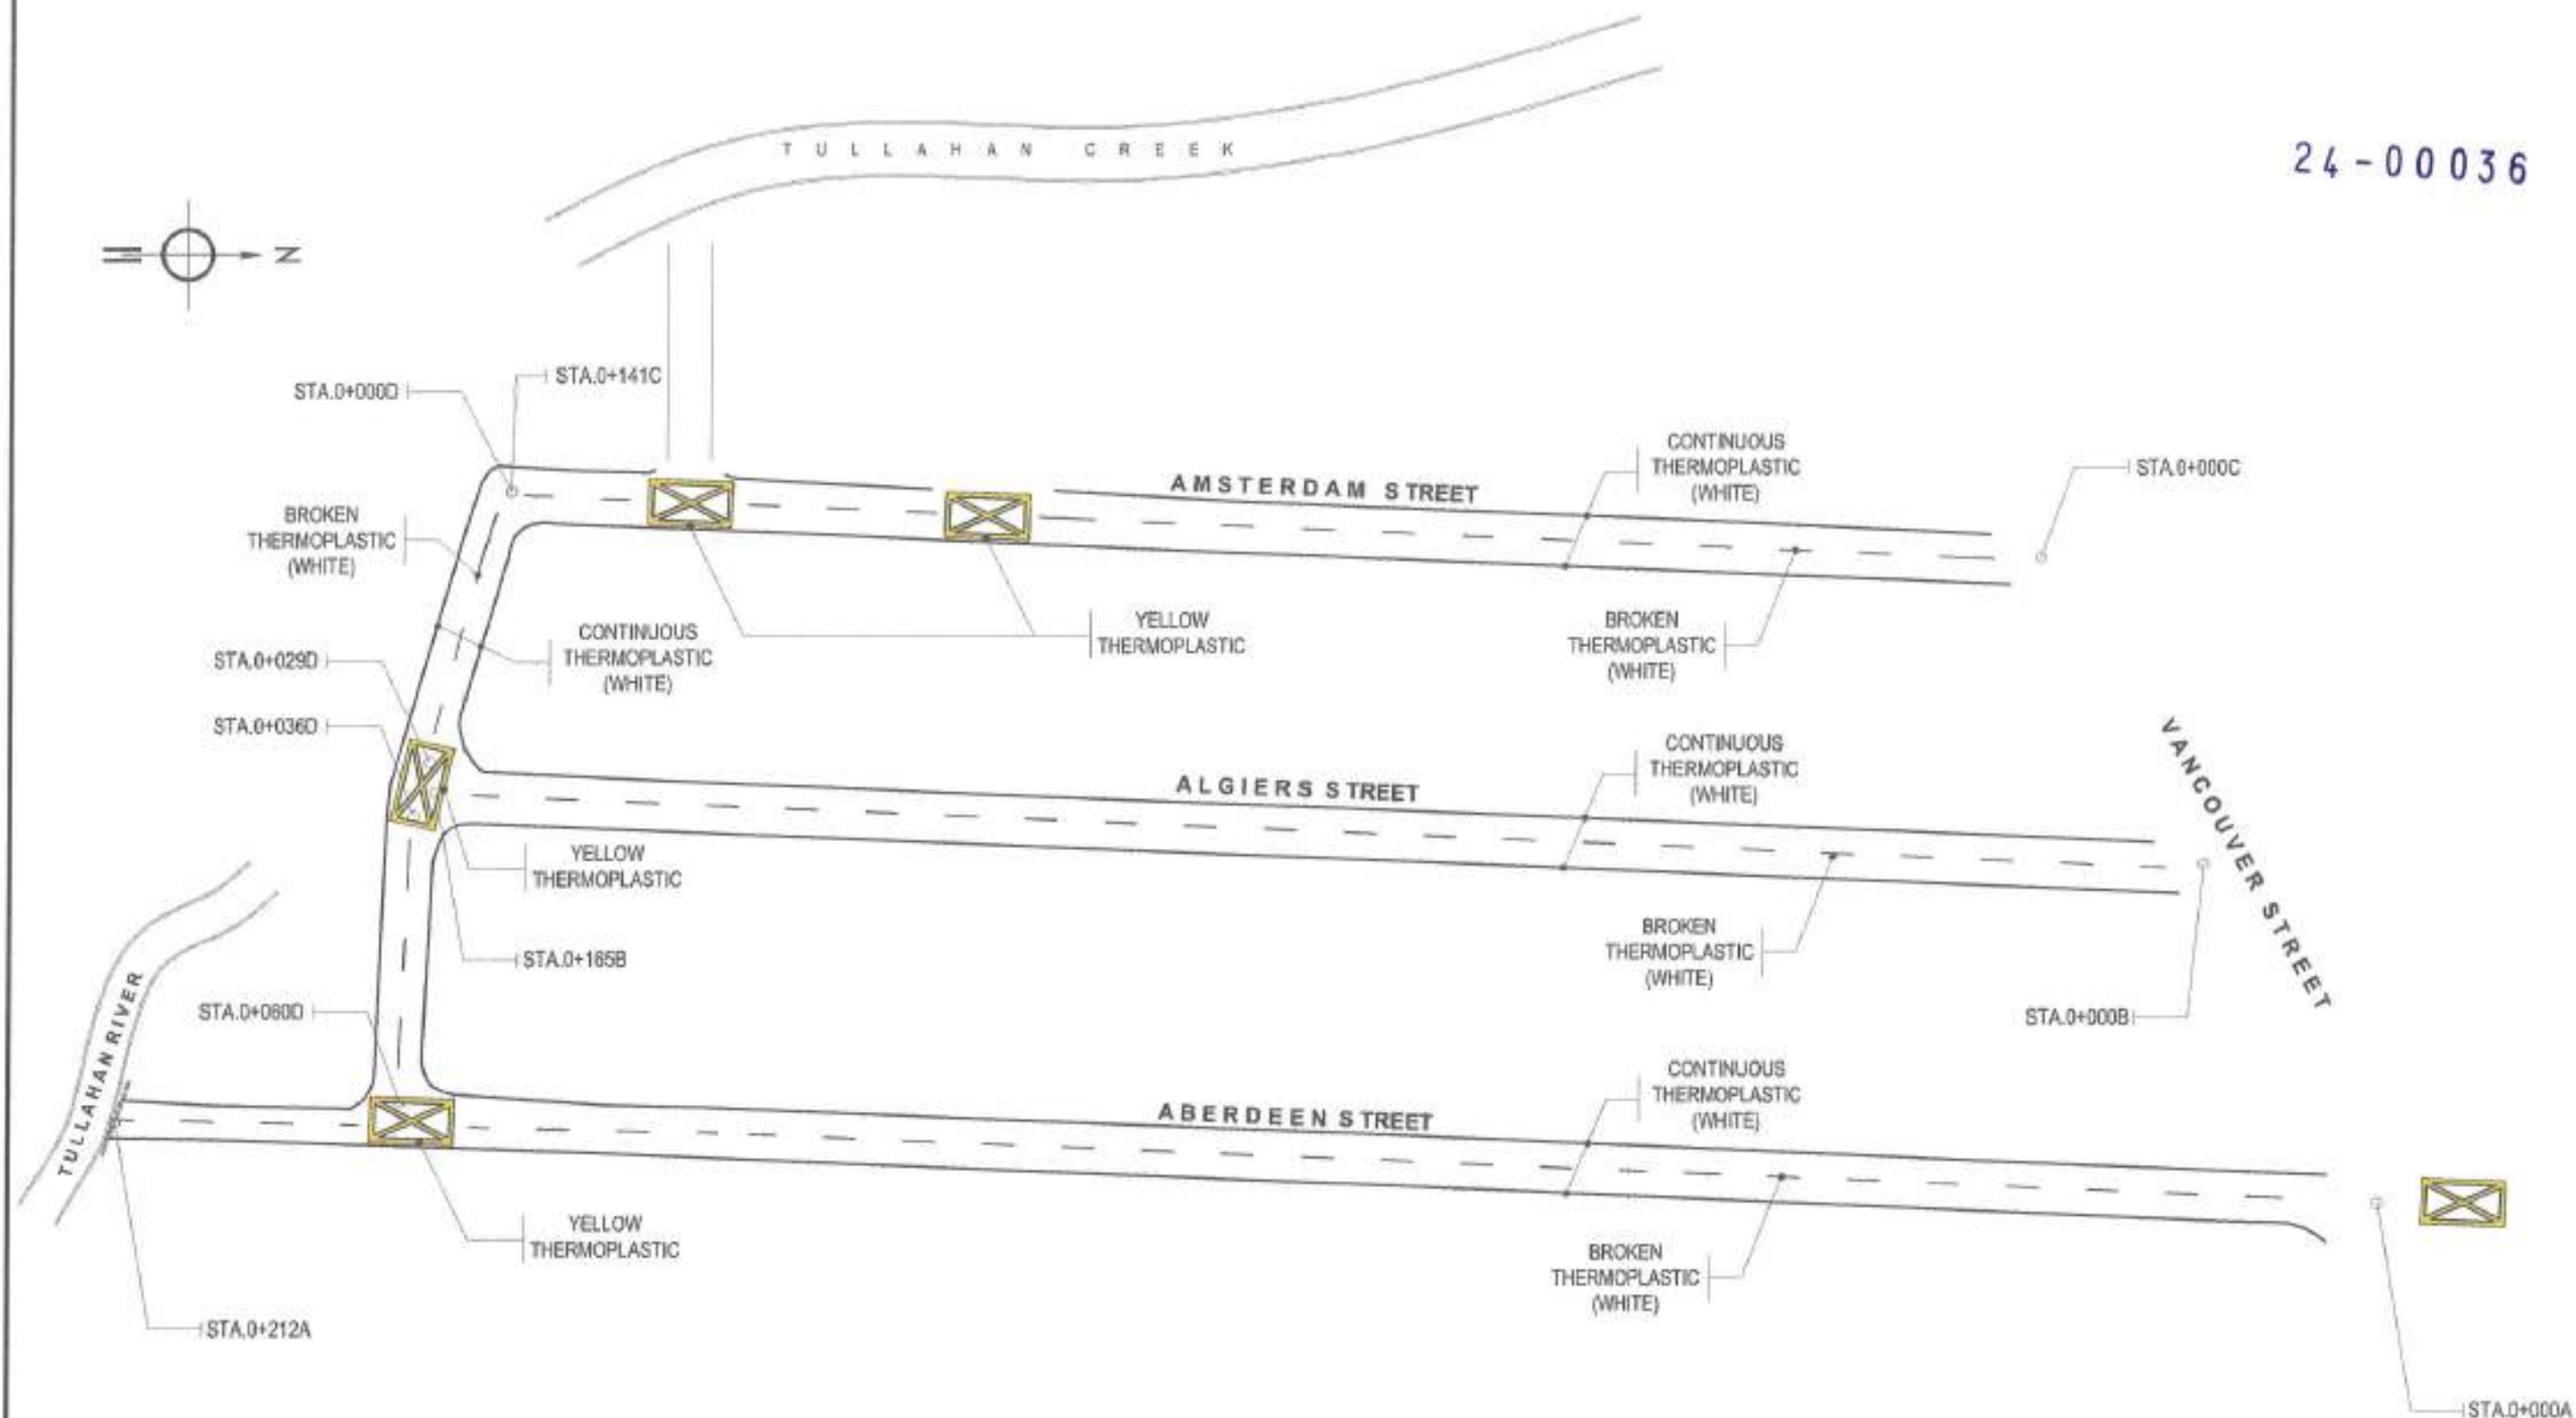 TULLAHAN CREEK
24-00036
N
STA.0+000D
STA.0+141C
BROKEN
THERMOPLASTIC
(WHITE)
AMSTERDAM STREET
CONTINUOUS
THERMOPLASTIC
(WHITE)
STA.0+000C
CONTINUOUS
THERMOPLASTIC
(WHITE)
YELLOW
THERMOPLASTIC
BROKEN
THERMOPLASTIC
(WHITE)
STA.0+029D
STA.0+036D
ALGIERS STREET
CONTINUOUS
THERMOPLASTIC
(WHITE)
VANCOUVER STREET
YELLOW
THERMOPLASTIC
STA.0+165B
BROKEN
THERMOPLASTIC
(WHITE)
STA.0+000B
TULLAHAN RIVER
STA.0+060D
ABERDEEN STREET
CONTINUOUS
THERMOPLASTIC
(WHITE)
YELLOW
THERMOPLASTIC
BROKEN
THERMOPLASTIC
(WHITE)
STA.0+212A
STA.0+000A